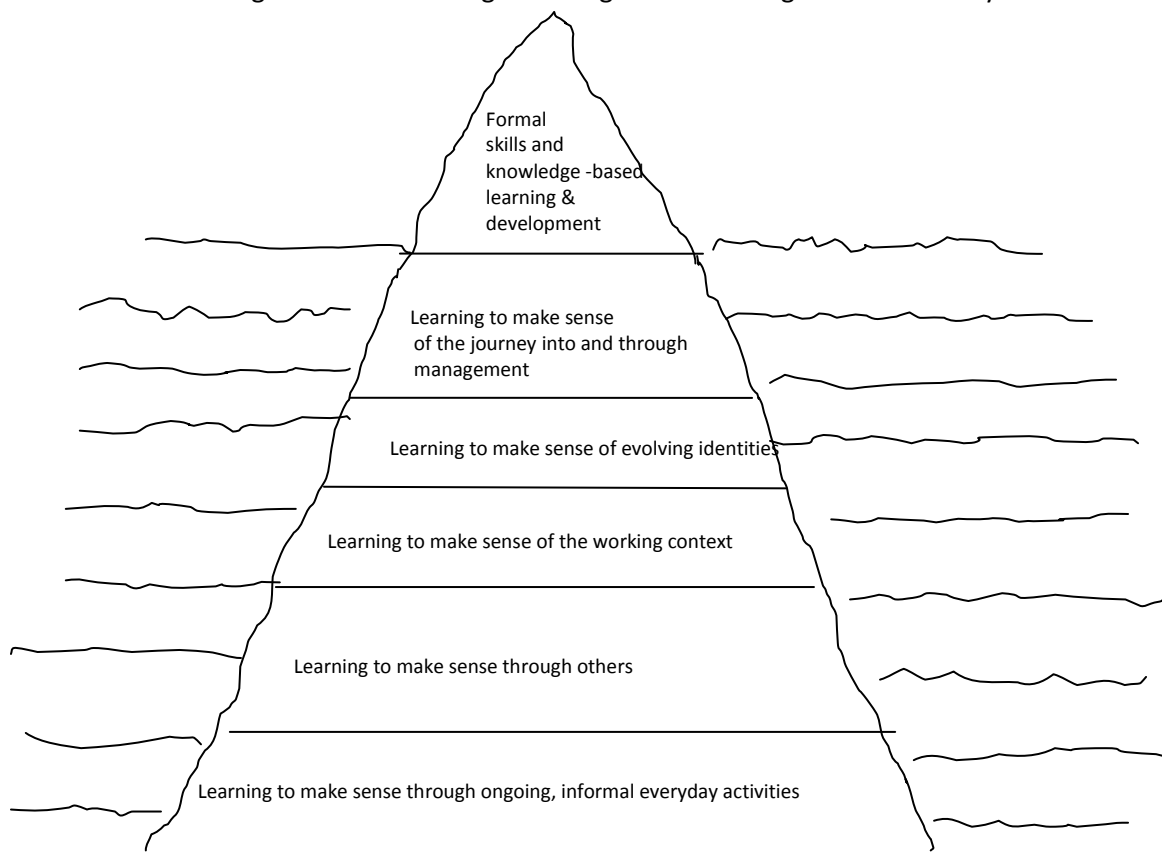 Formal
skills and
knowledge -based
learning &
development
Learning to make sense
of the journey into and through
management
Learning to make sense of evolving identities
Learning to make sense of the working context
Learning to make sense through others
Learning to make sense through ongoing, informal everyday activities